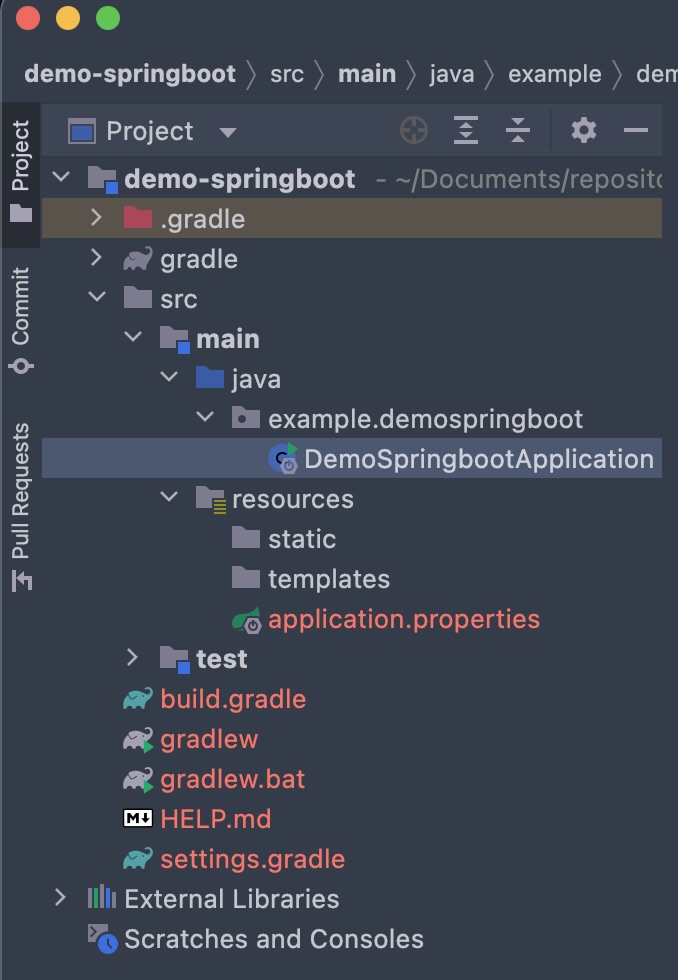 demo-springboot 〉 src 〉 main 〉 java 〉 example 〉 dem
Project
Project
demo-springboot - ~/Documents/reposito
.gradle
gradle
Commit
src
main
java
example.demospringboot
DemoSpringbootApplication
Pull Requests
resources
static
templates
application.properties
test
build.gradle
gradlew
gradlew.bat
M↓ HELP.md
settings.gradle
External Libraries
Scratches and Consoles